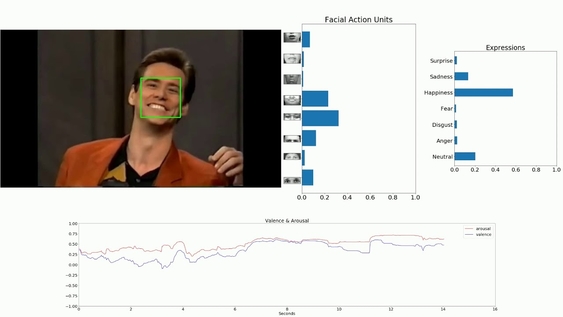 Facial Action Units
0.0 0.2 0.4 0.6 0.8 1.0
Expressions
Surprise
Sadness
Happiness
Fear
Disgust
Anger
Neutral
0.0 0.2 0.4 0.6 0.8 1.0
Valence & Arousal
1.00
0.75
0.50
0.25
0.00
−0.25
−0.50
−0.75
−1.00
arousal
valence
0 2 4 6 8 10 12 14 16
Seconds